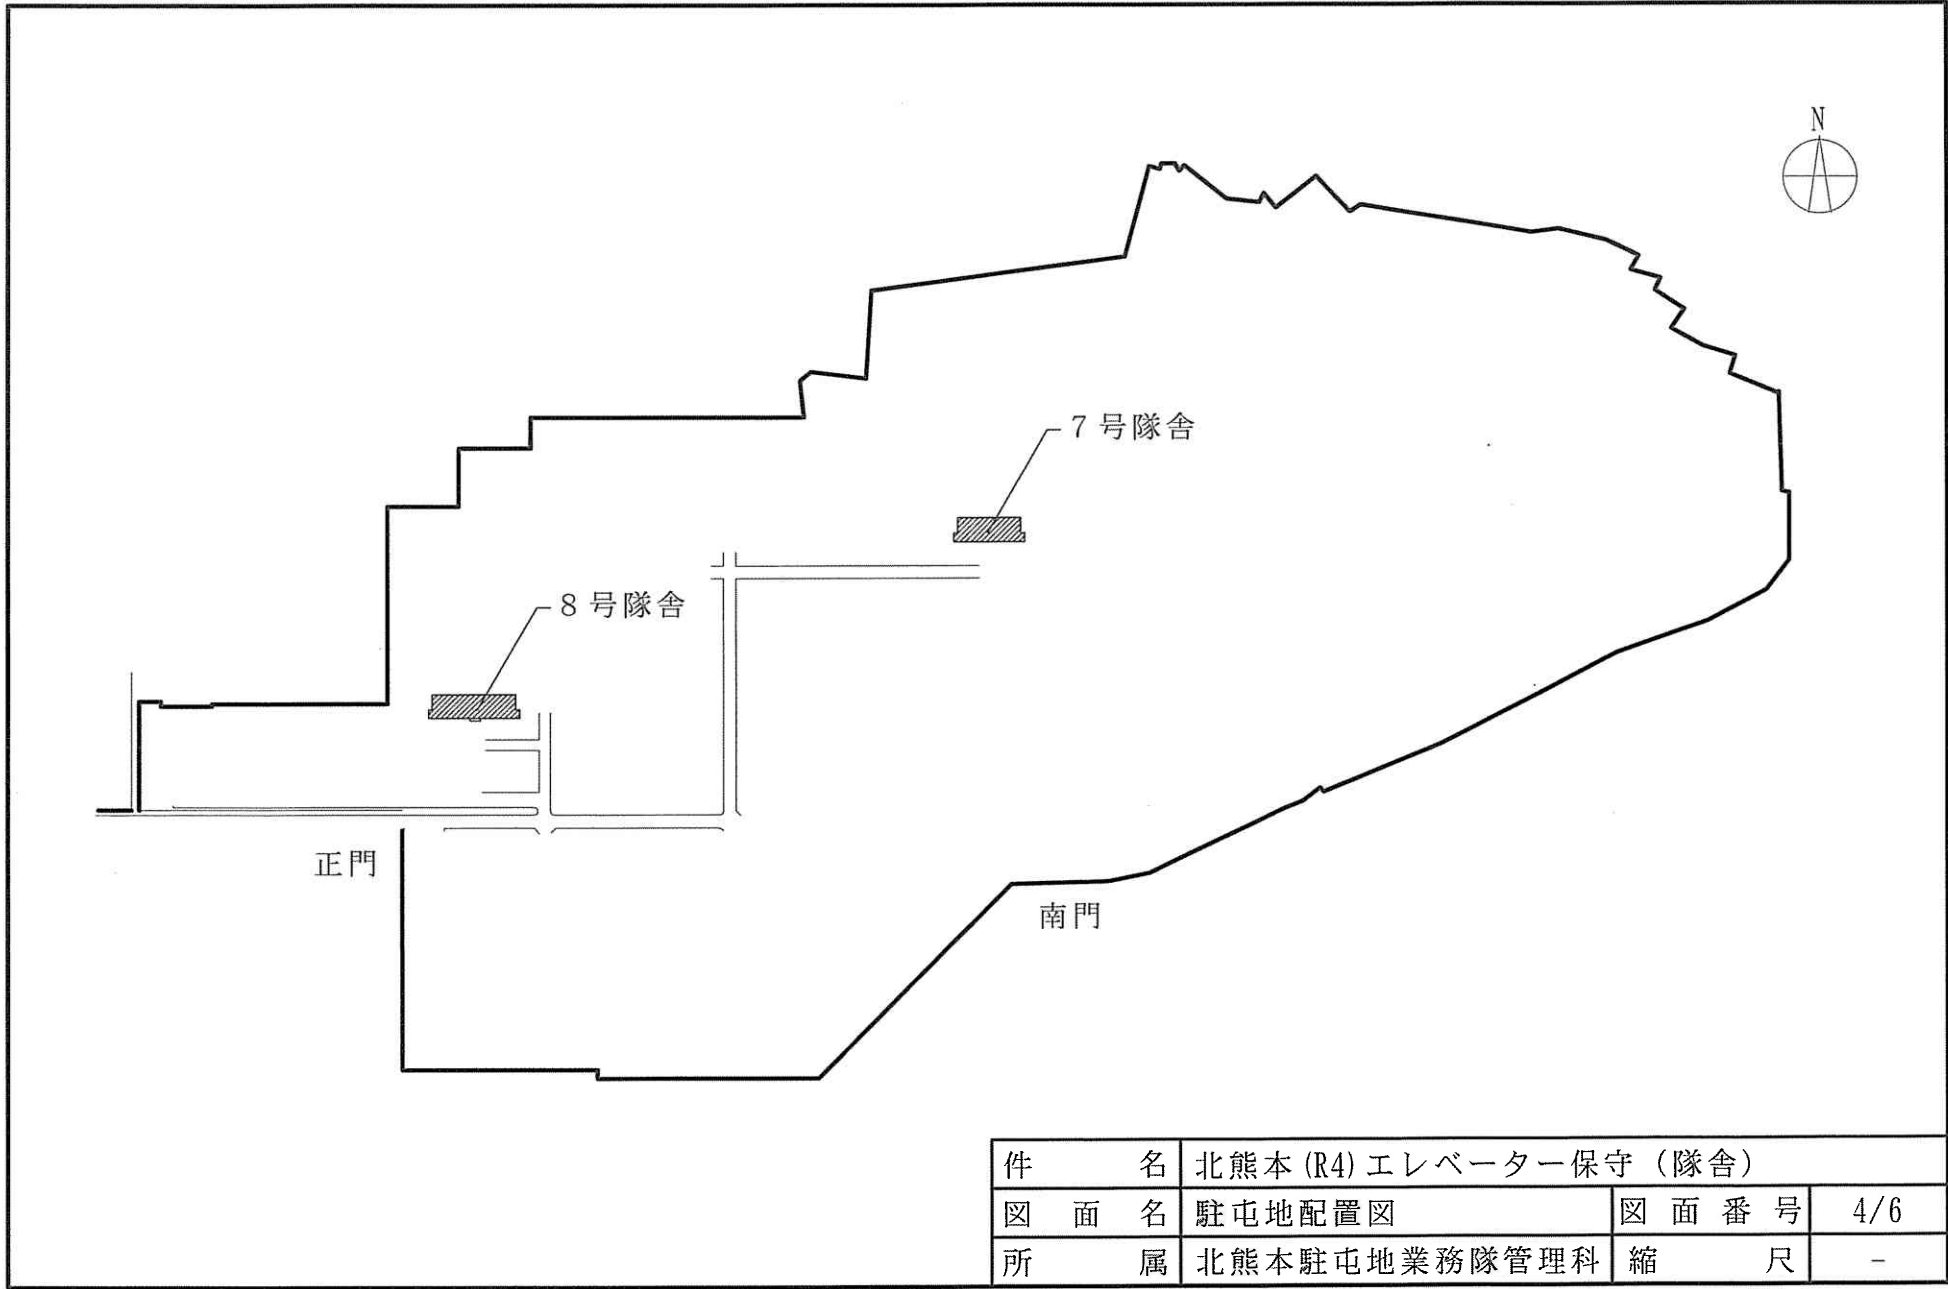 N
７号隊舎
８号隊舎
正門
南門
件名 北熊本(R4)エレベーター保守（隊舎）
図面名 駐屯地配置図 図面番号 4/6
所属 北熊本駐屯地業務隊管理科 縮尺 -